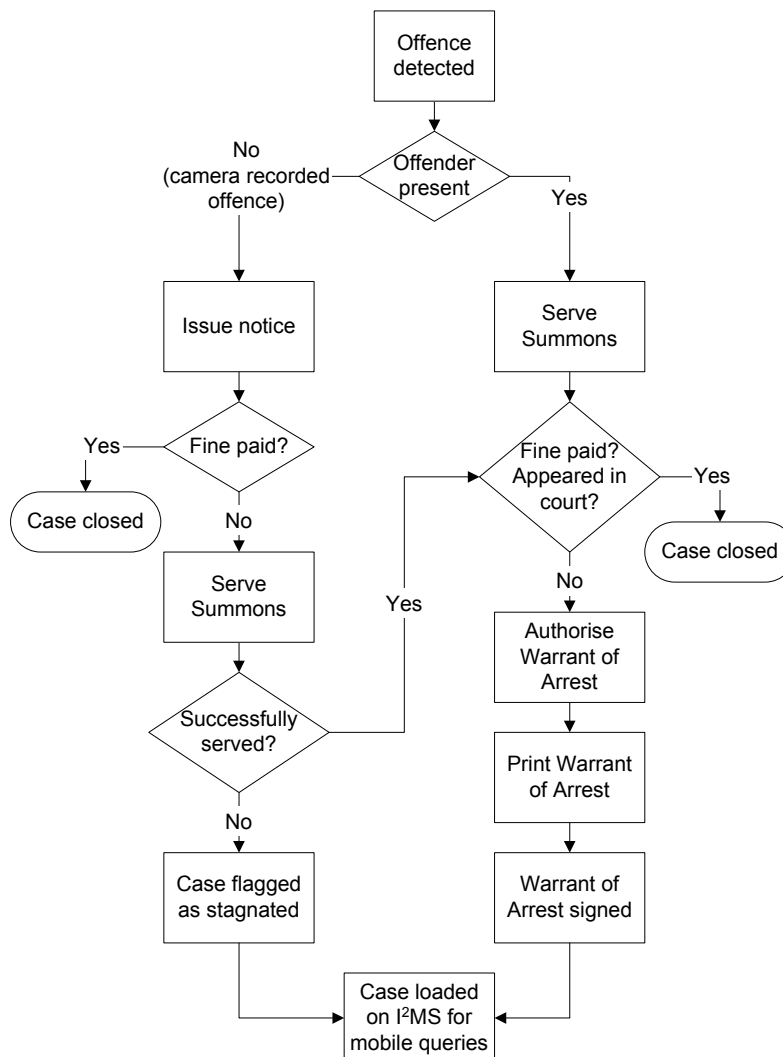 Offence
detected
Offender
present
No
(camera recorded
offence)
Yes
Issue notice
Serve
Summons
Yes
Fine paid?
Fine paid?
Appeared in
court?
Yes
Case closed
No
Case closed
Serve
Summons
Yes
No
Authorise
Warrant of
Arrest
Successfully
served?
Print Warrant
of Arrest
No
Case flagged
as stagnated
Warrant of
Arrest signed
Case loaded
on I²MS for
mobile queries